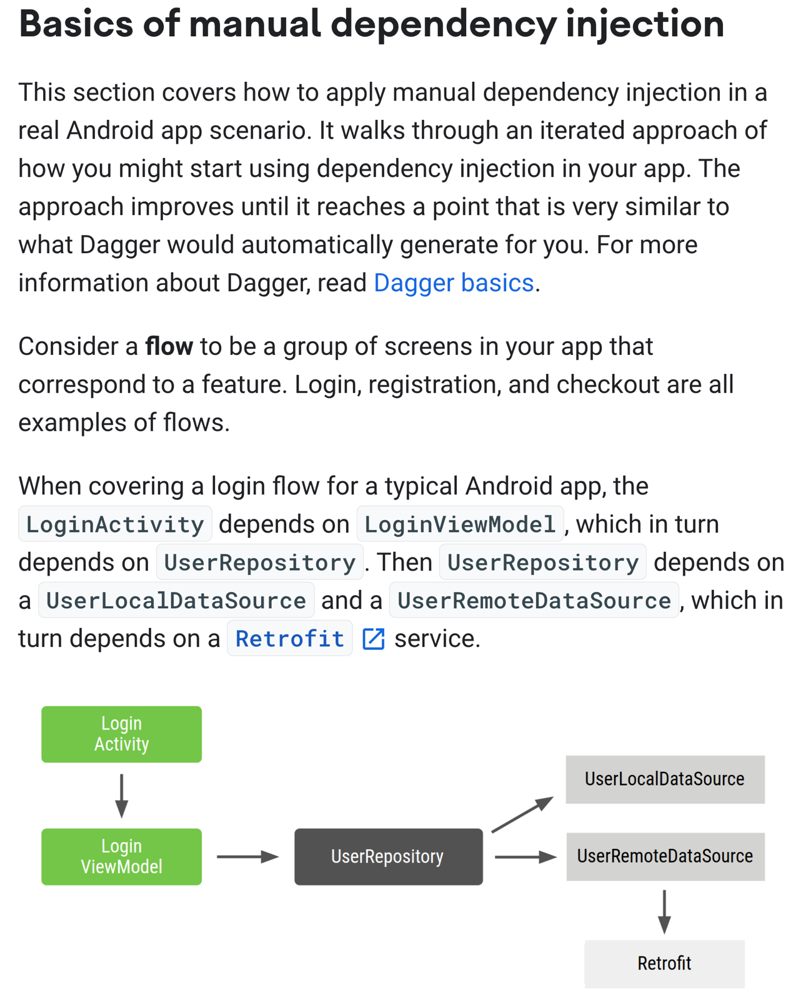 Basics of manual dependency injection
This section covers how to apply manual dependency injection in a
real Android app scenario. It walks through an iterated approach of
how you might start using dependency injection in your app. The
approach improves until it reaches a point that is very similar to
what Dagger would automatically generate for you. For more
information about Dagger, read Dagger basics.
Consider a flow to be a group of screens in your app that
correspond to a feature. Login, registration, and checkout are all
examples of flows.
When covering a login flow for a typical Android app, the
LoginActivity depends on LoginViewModel, which in turn
depends on UserRepository. Then UserRepository depends on
a UserLocalDataSource and a UserRemoteDataSource, which in
turn depends on a Retrofit service.
Login
Activity
UserLocalDataSource
Login
ViewModel
UserRepository
UserRemoteDataSource
Retrofit